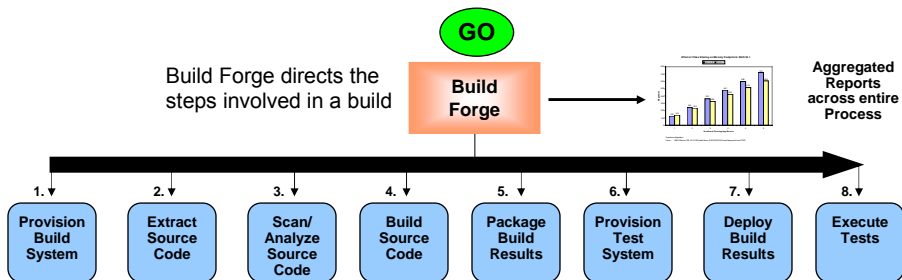 GO
Build Forge directs the
steps involved in a build
Build
Forge
Aggregated
Reports
across entire
Process
1.
Provision
Build
System
2.
Extract
Source
Code
3.
Scan/
Analyze
Source
Code
4.
Build
Source
Code
5.
Package
Build
Results
6.
Provision
Test
System
7.
Deploy
Build
Results
8.
Execute
Tests